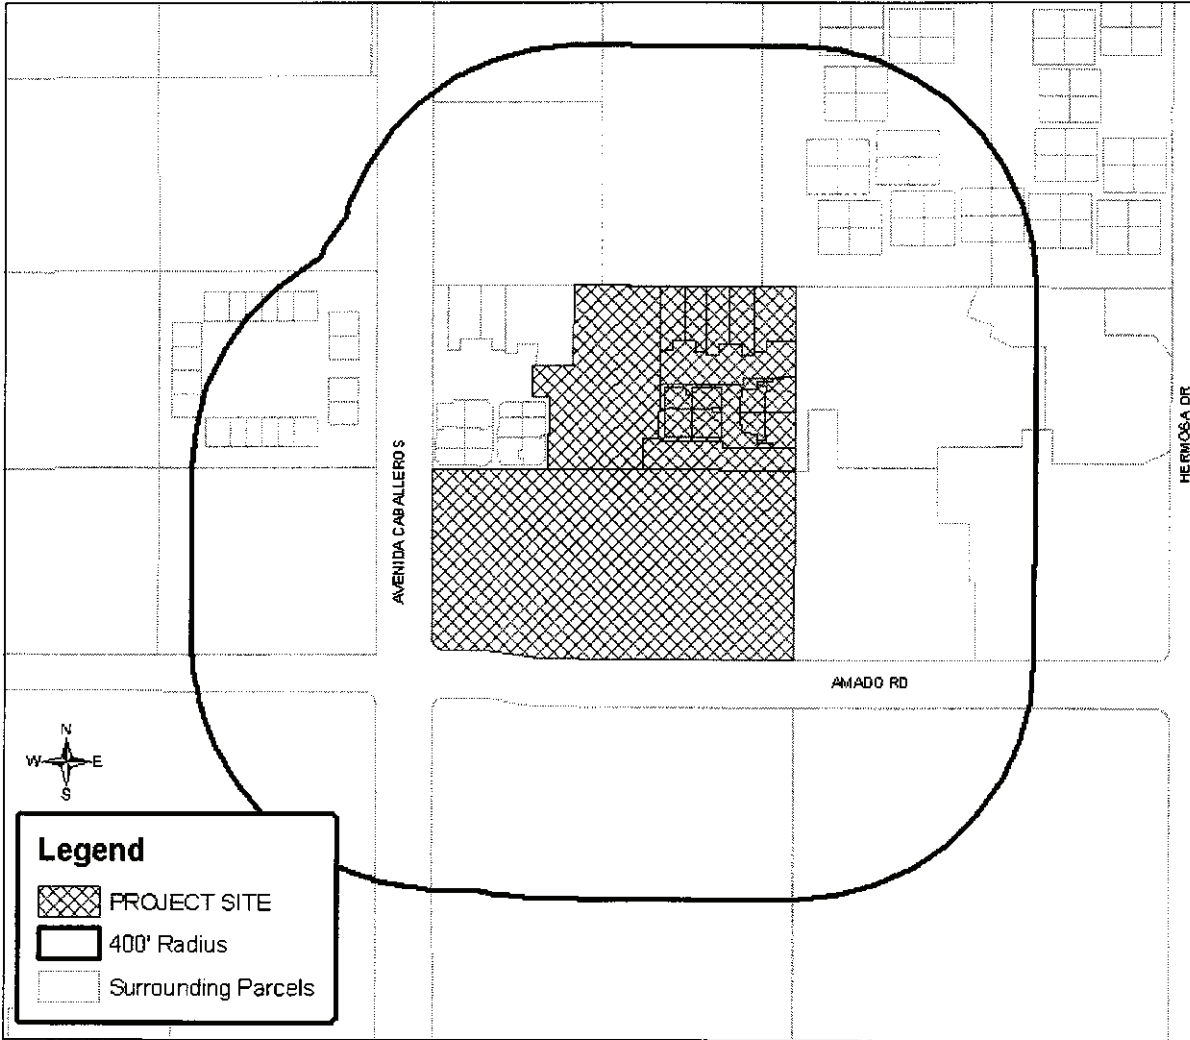 HERMOSA DR
AVENIDA CABALLEROS
AMADO RD
N
W E
S
Legend
PROJECT SITE
400' Radius
Surrounding Parcels